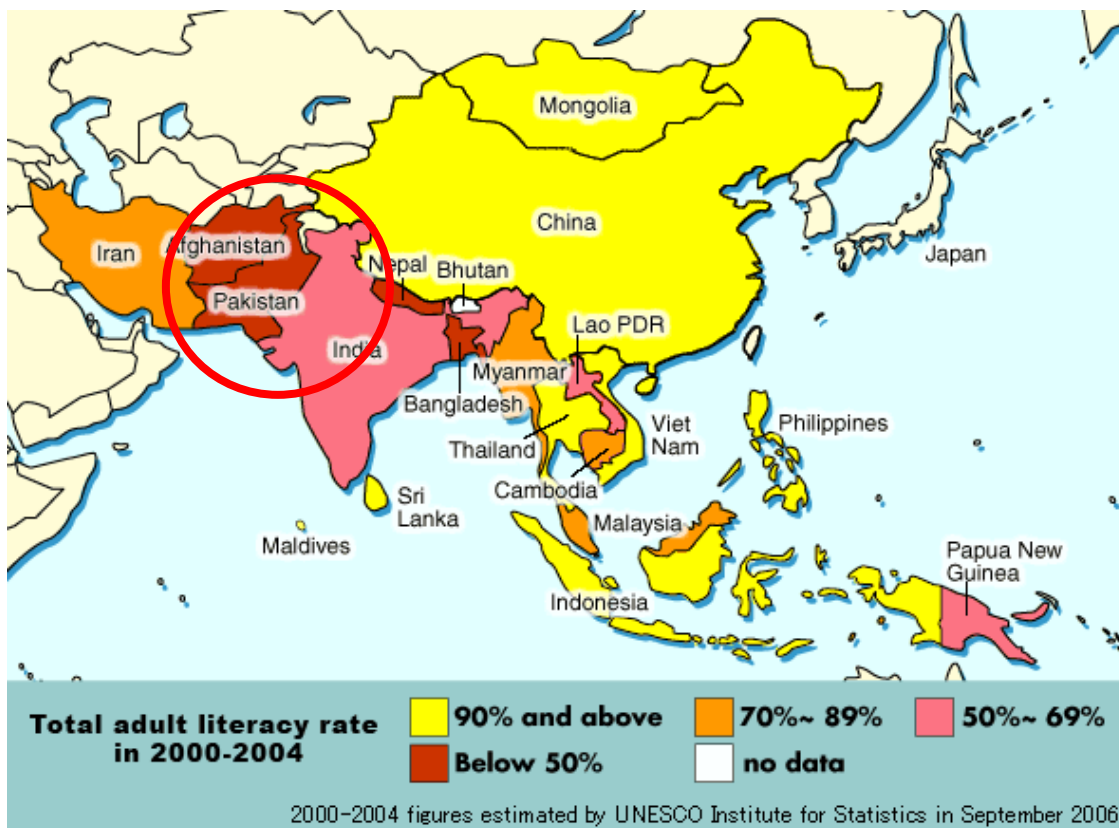 Mongolia
China
Iran
Afghanistan
Nepal
Bhutan
Japan
Pakistan
Lao PDR
India
Myanmar
Bangladesh
Viet
Nam
Philippines
Thailand
Cambodia
Sri
Lanka
Malaysia
Maldives
Papua New
Guinea
Indonesia
Total adult literacy rate
in 2000-2004
90% and above
70%~ 89%
50%~ 69%
Below 50%
no data
2000-2004 figures estimated by UNESCO Institute for Statistics in September 2006